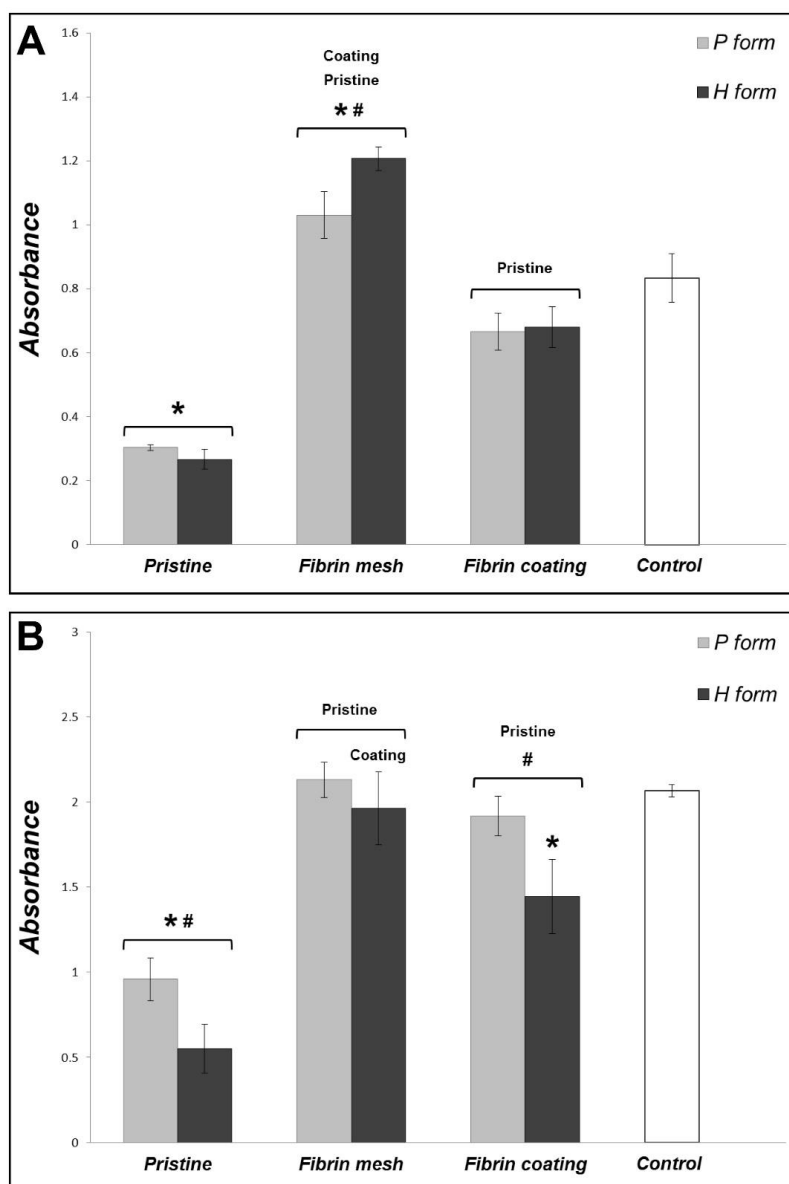 A
Absorbance
1.6
1.4
1.2
1
0.8
0.6
0.4
0.2
0
P form
H form
*
Coating
Pristine
* #
Pristine
Pristine Fibrin mesh Fibrin coating Control
B
Absorbance
3
2.5
2
1.5
1
0.5
0
P form
H form
* #
Pristine
Coating
Pristine
#
*
Pristine Fibrin mesh Fibrin coating Control